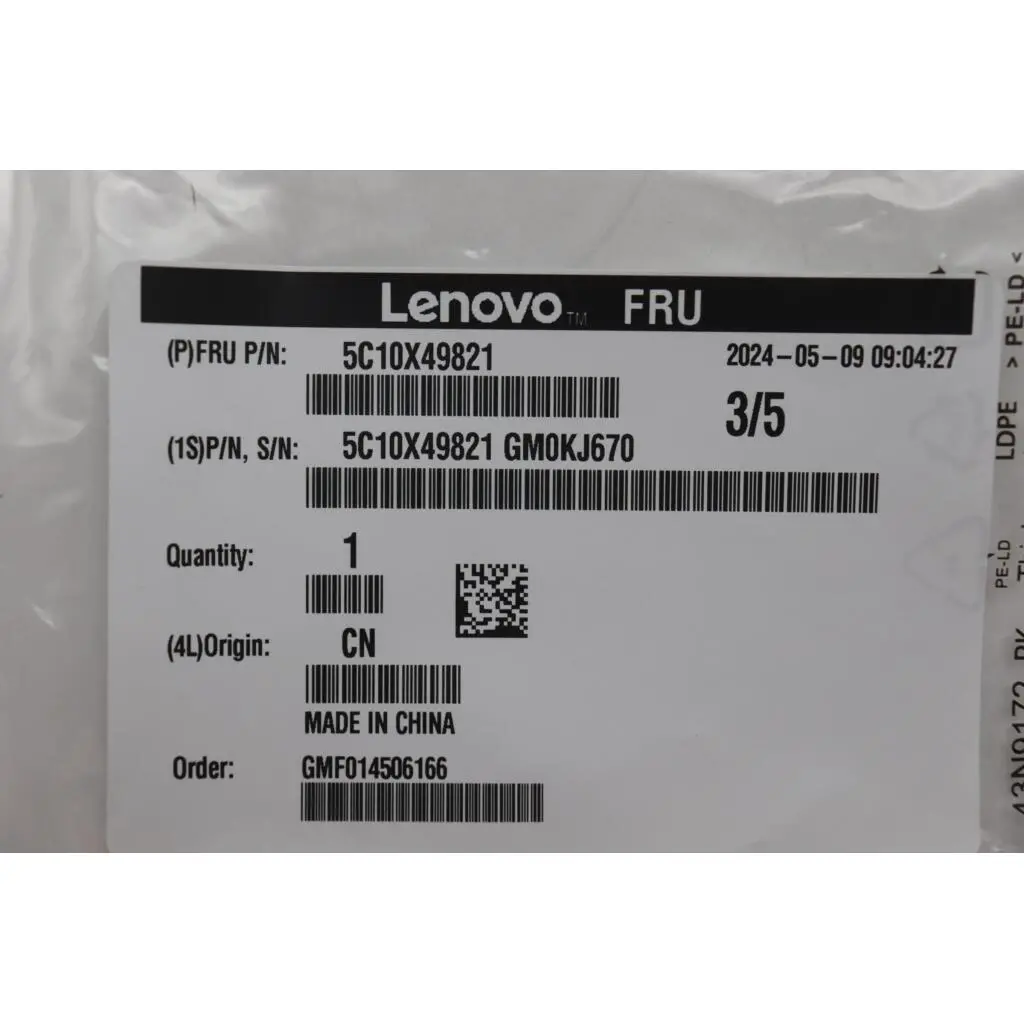 Lenovo™ FRU
(P)FRU P/N: 5C10X49821 2024-05-09 09:04:27
3/5
(1S)P/N, S/N: 5C10X49821 GM0KJ670
Quantity: 1
(4L)Origin: CN
MADE IN CHINA
Order: GMF014506166
LDPE > PE-LD <
PE-LD